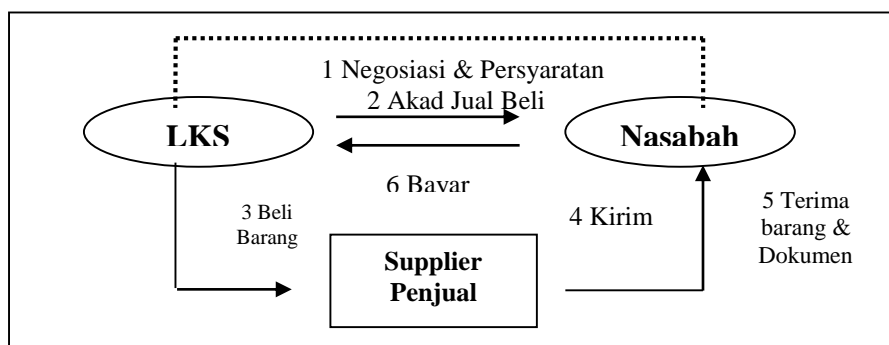 1 Negosiasi & Persyaratan
2 Akad Jual Beli
LKS
Nasabah
6 Bayar
3 Beli
Barang
4 Kirim
5 Terima
barang &
Dokumen
Supplier
Penjual